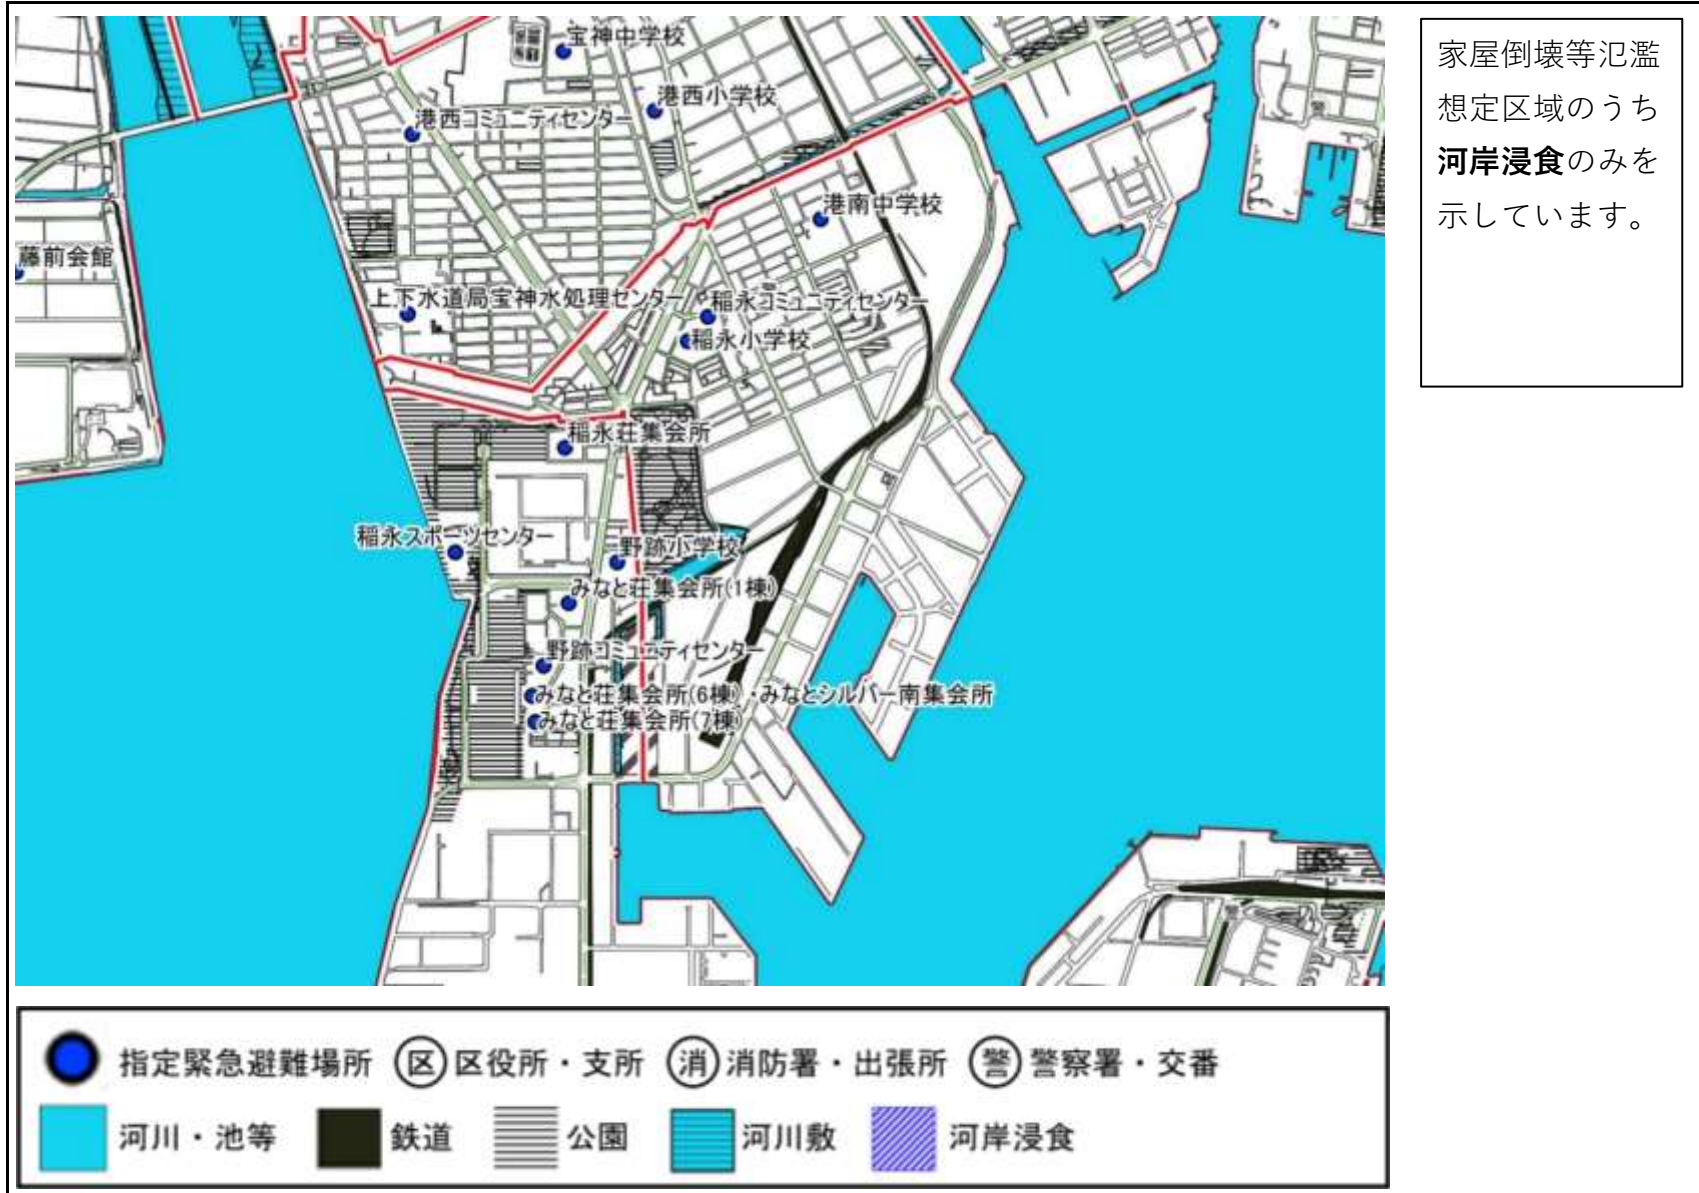 宝神中学校
港西小学校
港西コミュニティセンター
港南中学校
藤前会館
上下水道局宝神水処理センター
稲永コミュニティセンター
稲永小学校
稲永荘集会所
稲永スポーツセンター
野跡小学校
みなと荘集会所(1棟)
野跡コミュニティセンター
みなと荘集会所(6棟)・みなとシルバー南集会所
みなと荘集会所(7棟)
家屋倒壊等氾濫
想定区域のうち
河岸浸食のみを
示しています。
指定緊急避難場所 区 区役所・支所 消 消防署・出張所 警 警察署・交番
河川・池等 鉄道 公園 河川敷 河岸浸食